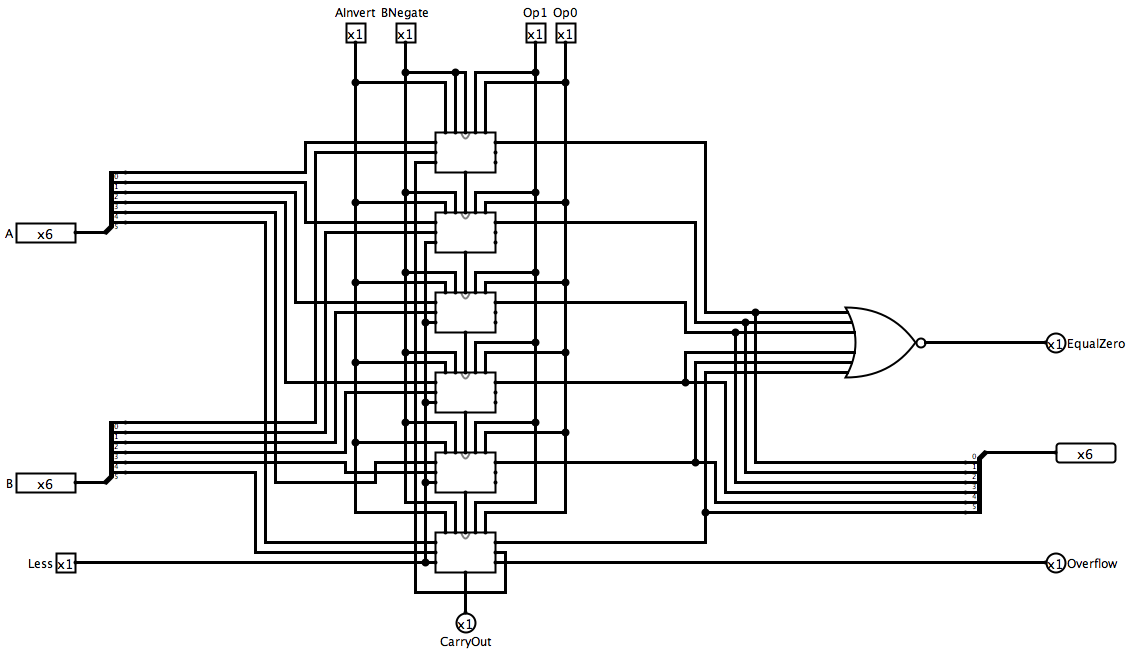 AInvert BNegate Op1 Op0
x1 x1 x1 x1
0
1
2
3
4
5
A x6
0
1
2
3
4
5
B x6
Less x1
x1 EqualZero
0
1
2
3
4
5
x6
x1 Overflow
x1
CarryOut